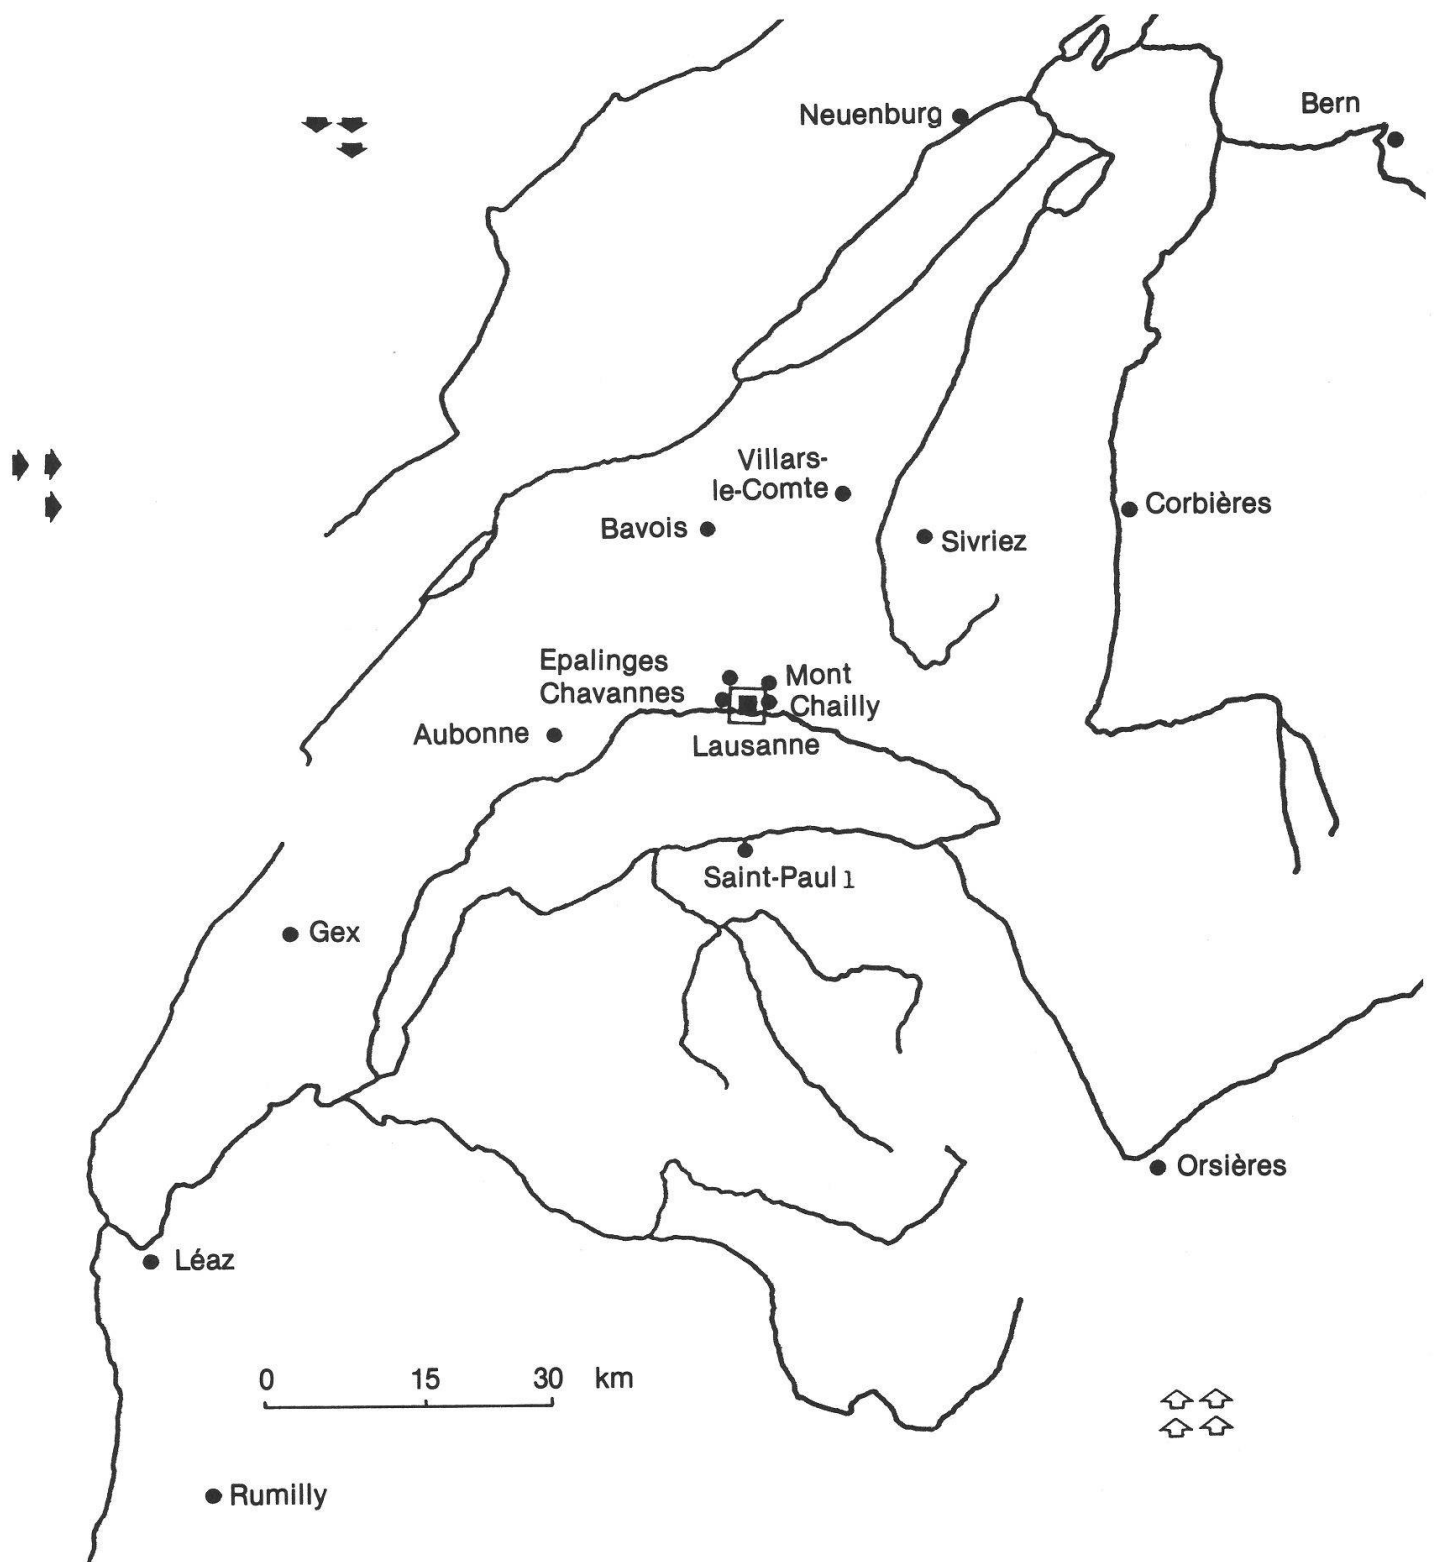 Bern
Neuenburg
Villars-
le-Comte
Corbières
Bavois
Sivriez
Epalinges
Mont
Chavannes
Chailly
Aubonne
Lausanne
Saint-Paul 1
Gex
Orsières
Léaz
0 15 30 km
Rumilly